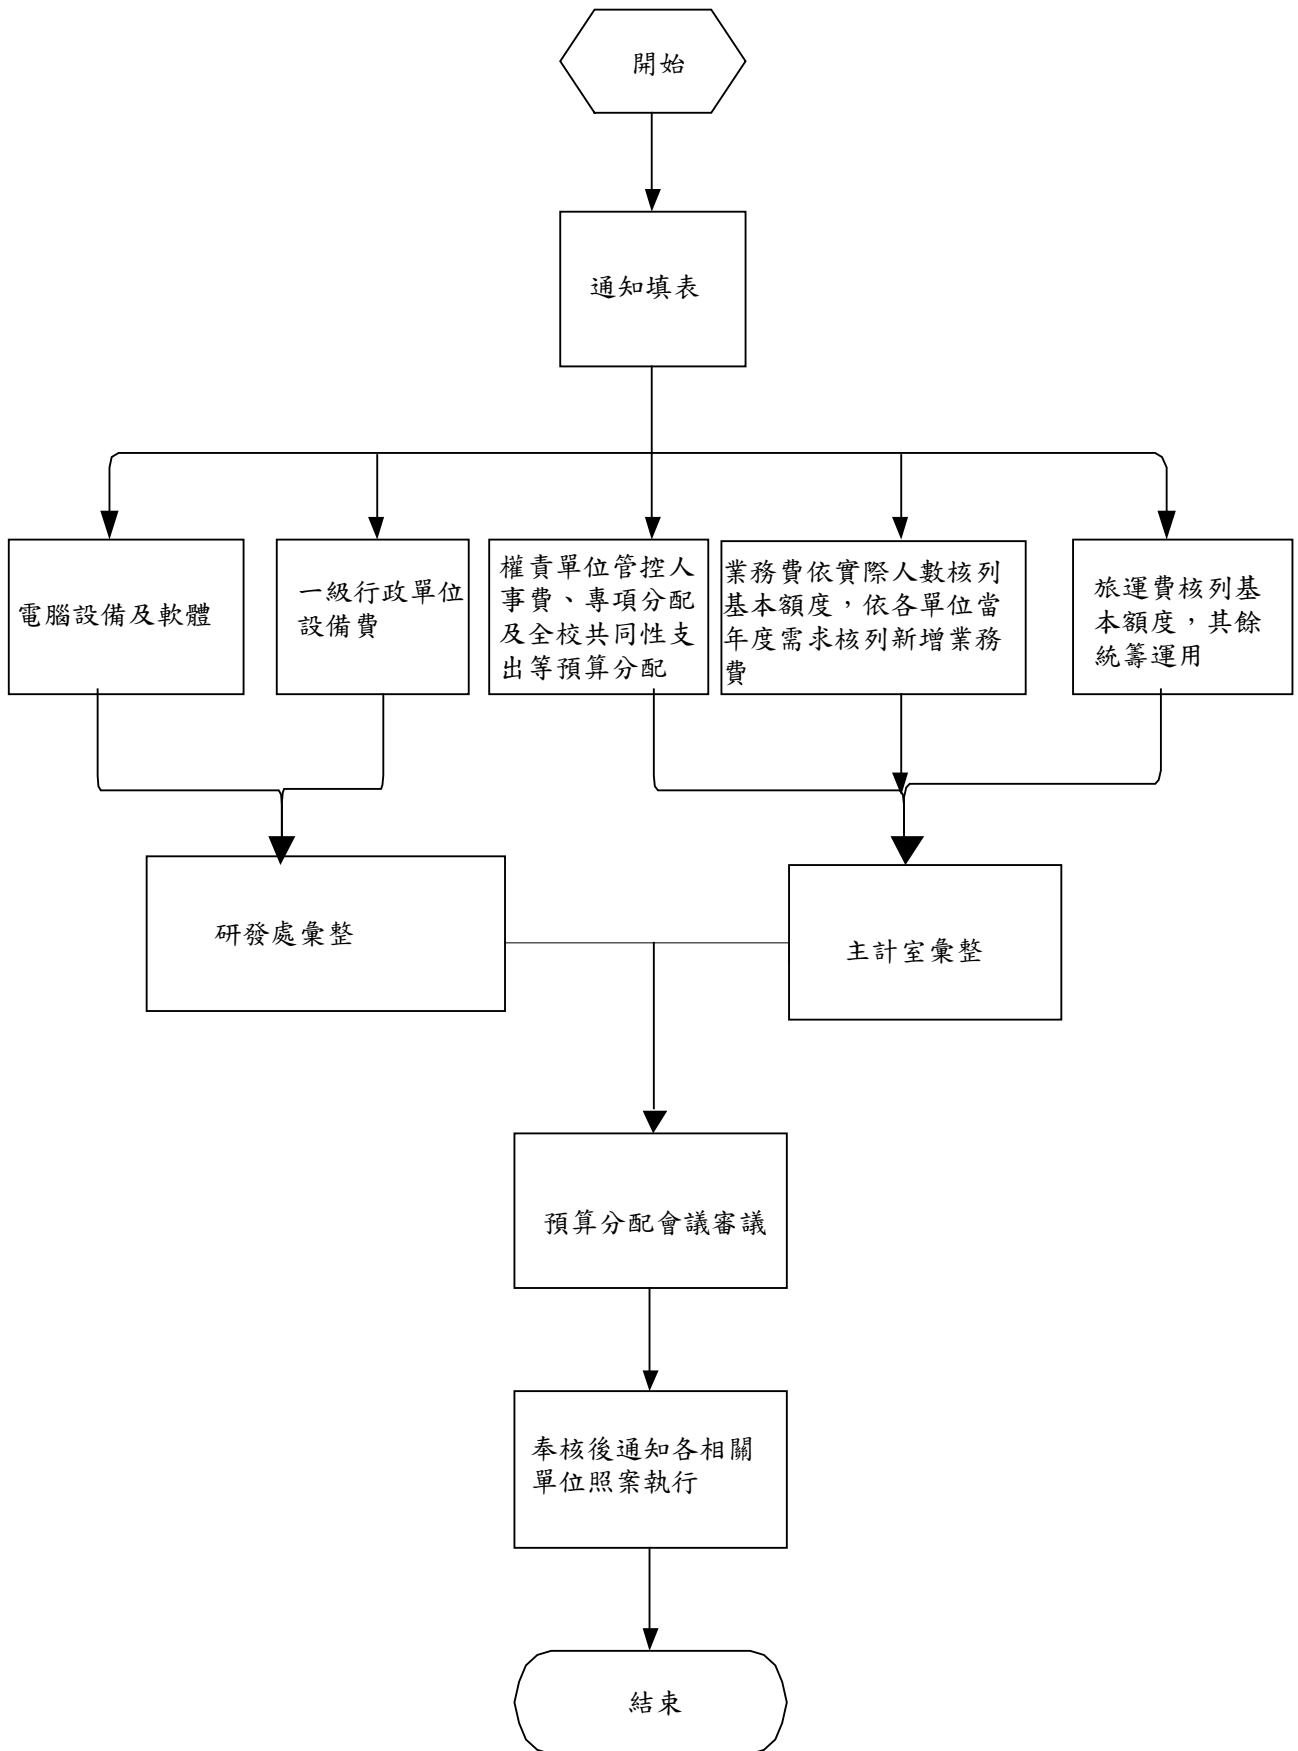 開始
通知填表
電腦設備及軟體
一級行政單位
設備費
權責單位管控人
事費、專項分配
及全校共同性支
出等預算分配
業務費依實際人數核列
基本額度，依各單位當
年度需求核列新增業務
費
旅運費核列基
本額度，其餘
統籌運用
研發處彙整
主計室彙整
預算分配會議審議
奉核後通知各相關
單位照案執行
結束